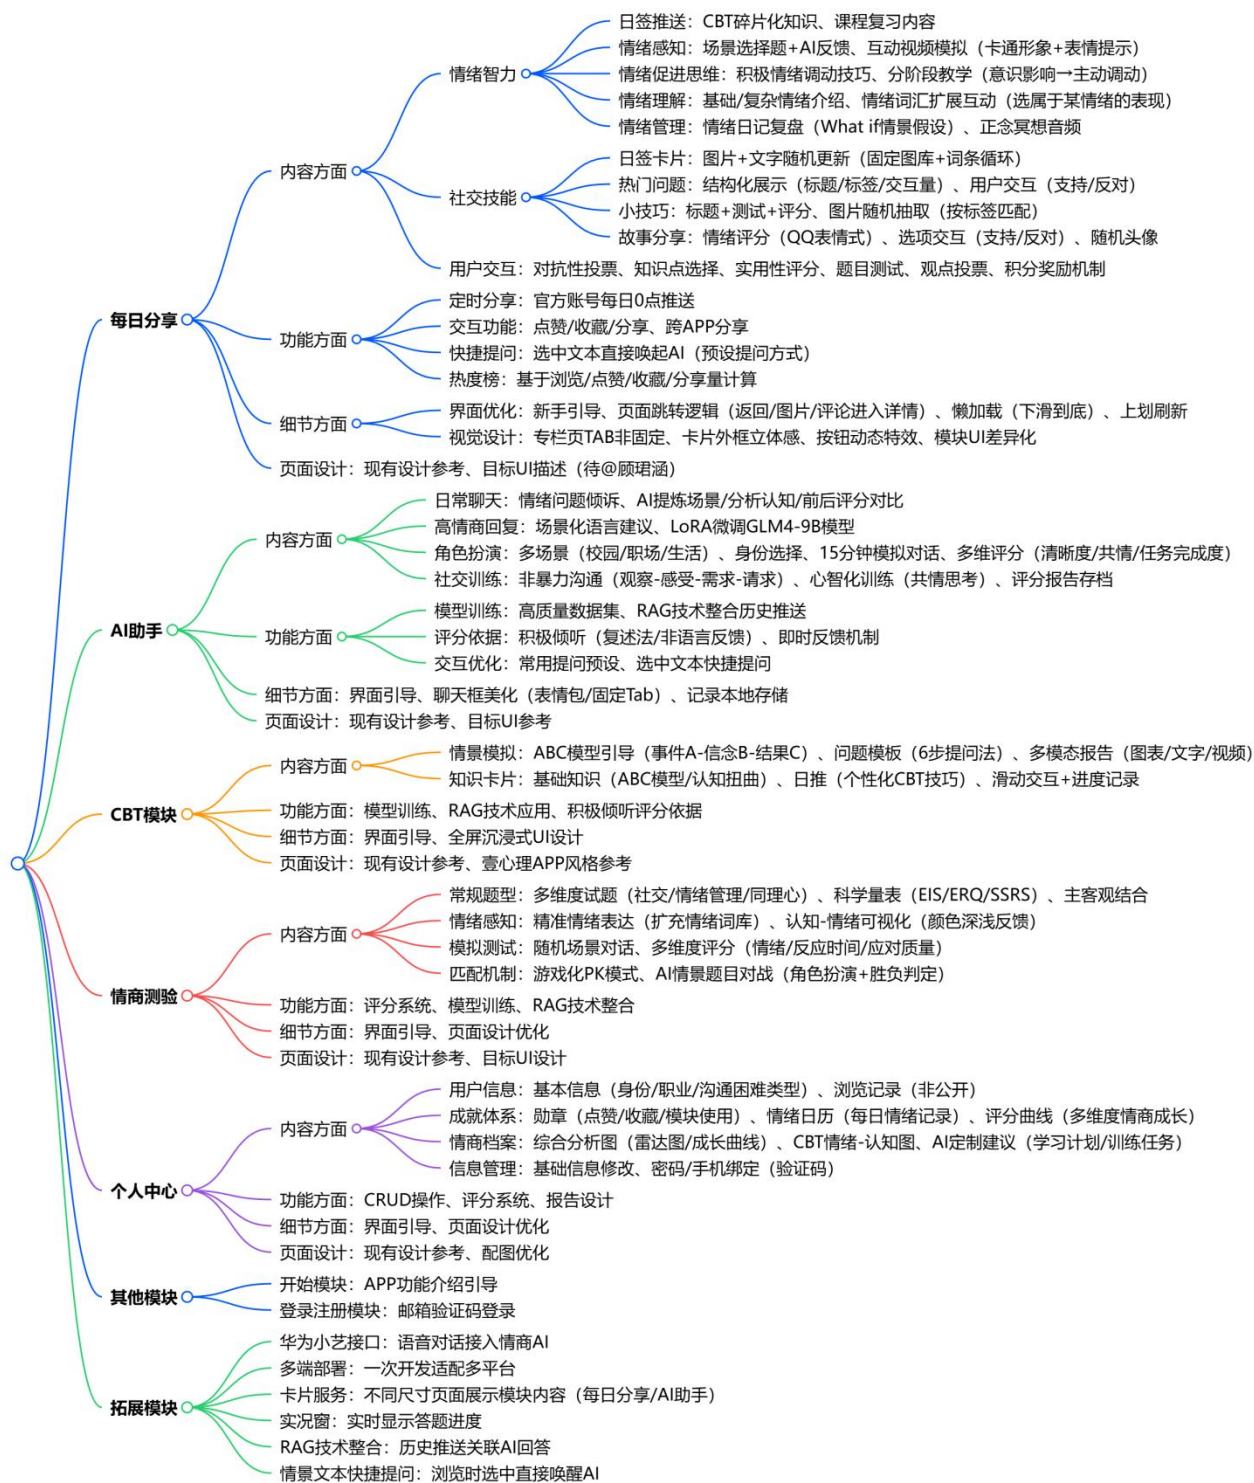 每日分享
内容方面
情绪智力
日签推送：CBT碎片化知识、课程复习内容
情绪感知：场景选择题+AI反馈、互动视频模拟（卡通形象+表情提示）
情绪促进思维：积极情绪调动技巧、分阶段教学（意识影响→主动调动）
情绪理解：基础/复杂情绪介绍、情绪词汇扩展互动（选属于某情绪的表现）
情绪管理：情绪日记复盘（What if情景假设）、正念冥想音频
社交技能
日签卡片：图片+文字随机更新（固定图库+词条循环）
热门问题：结构化展示（标题/标签/交互量）、用户交互（支持/反对）
小技巧：标题+测试+评分、图片随机抽取（按标签匹配）
故事分享：情绪评分（QQ表情式）、选项交互（支持/反对）、随机头像
用户交互：对抗性投票、知识点选择、实用性评分、题目测试、观点投票、积分奖励机制
功能方面
定时分享：官方账号每日0点推送
交互功能：点赞/收藏/分享、跨APP分享
快捷提问：选中文本直接唤起AI（预设提问方式）
热度榜：基于浏览/点赞/收藏/分享量计算
细节方面
界面优化：新手引导、页面跳转逻辑（返回/图片/评论进入详情）、懒加载（下滑到底）、上划刷新
视觉设计：专栏页TAB非固定、卡片外框立体感、按钮动态特效、模块UI差异化
页面设计：现有设计参考、目标UI描述（待@顾珺涵）
AI助手
内容方面
日常聊天：情绪问题倾诉、AI提炼场景/分析认知/前后评分对比
高情商回复：场景化语言建议、LoRA微调GLM4-9B模型
角色扮演：多场景（校园/职场/生活）、身份选择、15分钟模拟对话、多维评分（清晰度/共情/任务完成度）
社交训练：非暴力沟通（观察-感受-需求-请求）、心智化训练（共情思考）、评分报告存档
功能方面
模型训练：高质量数据集、RAG技术整合历史推送
评分依据：积极倾听（复述法/非语言反馈）、即时反馈机制
交互优化：常用提问预设、选中文本快捷提问
细节方面：界面引导、聊天框美化（表情包/固定Tab）、记录本地存储
页面设计：现有设计参考、目标UI参考
CBT模块
内容方面
情景模拟：ABC模型引导（事件A-信念B-结果C）、问题模板（6步提问法）、多模态报告（图表/文字/视频)
知识卡片：基础知识（ABC模型/认知扭曲）、日推（个性化CBT技巧）、滑动交互+进度记录
功能方面：模型训练、RAG技术应用、积极倾听评分依据
细节方面：界面引导、全屏沉浸式UI设计
页面设计：现有设计参考、壹心理APP风格参考
情商测验
内容方面
常规题型：多维度试题（社交/情绪管理/同理心）、科学量表（EIS/ERQ/SSRS）、主客观结合
情绪感知：精准情绪表达（扩充情绪词库）、认知-情绪可视化（颜色深浅反馈）
模拟测试：随机场景对话、多维度评分（情绪/反应时间/应对质量）
匹配机制：游戏化PK模式、AI情景题目对战（角色扮演+胜负判定）
功能方面：评分系统、模型训练、RAG技术整合
细节方面：界面引导、页面设计优化
页面设计：现有设计参考、目标UI设计
个人中心
内容方面
用户信息：基本信息（身份/职业/沟通困难类型）、浏览记录（非公开）
成就体系：勋章（点赞/收藏/模块使用）、情绪日历（每日情绪记录）、评分曲线（多维度情商成长）
情商档案：综合分析图（雷达图/成长曲线）、CBT情绪-认知图、AI定制建议（学习计划/训练任务）
信息管理：基础信息修改、密码/手机绑定（验证码）
功能方面：CRUD操作、评分系统、报告设计
细节方面：界面引导、页面设计优化
页面设计：现有设计参考、配图优化
其他模块
开始模块：APP功能介绍引导
登录注册模块：邮箱验证码登录
拓展模块
华为小艺接口：语音对话接入情商AI
多端部署：一次开发适配多平台
卡片服务：不同尺寸页面展示模块内容（每日分享/AI助手）
实况窗：实时显示答题进度
RAG技术整合：历史推送关联AI回答
情景文本快捷提问：浏览时选中直接唤醒AI